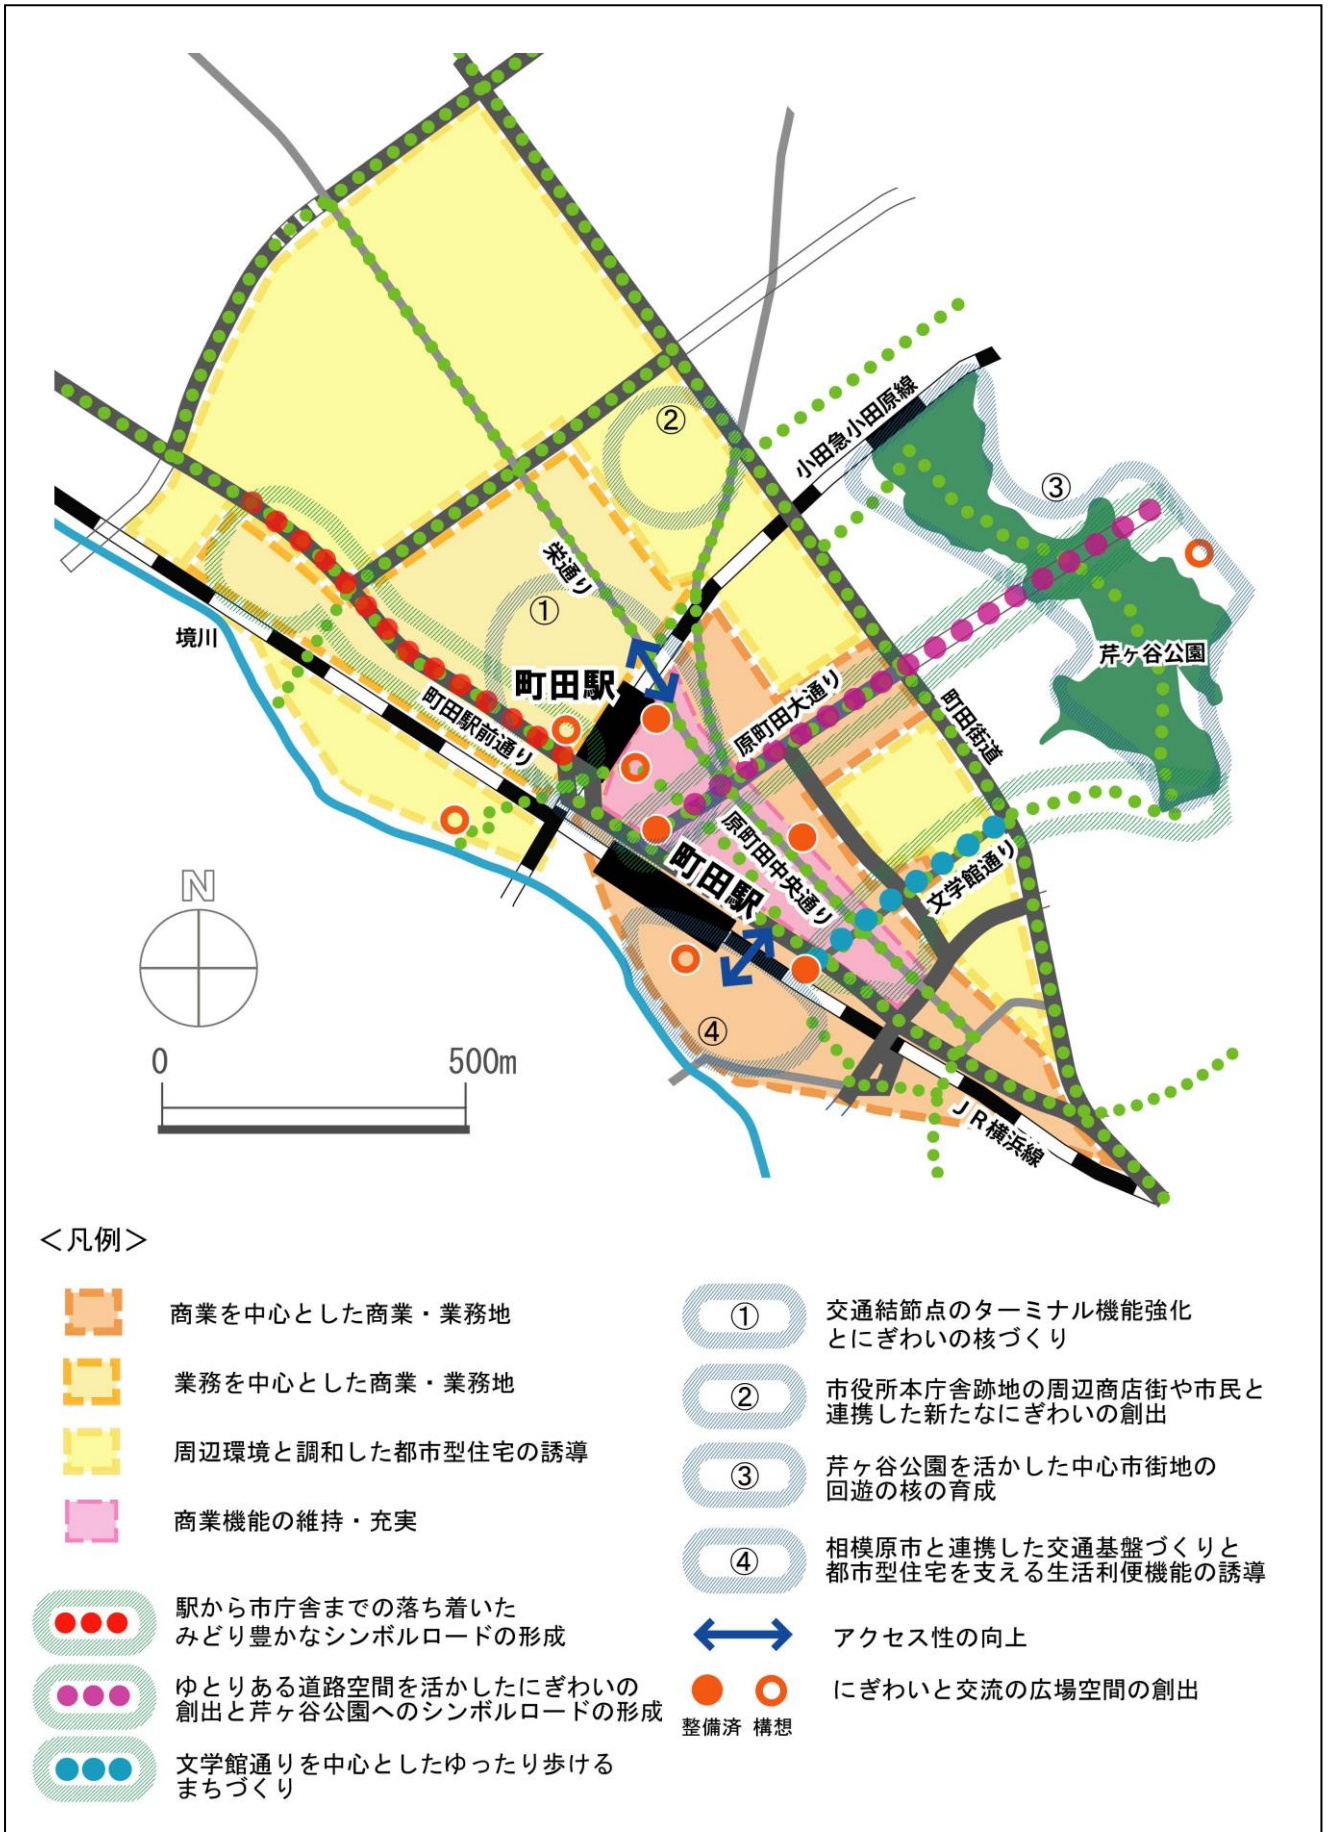 ②
小田急小田原線
③
栄通り
①
境川
芹ヶ谷公園
町田駅
原町田大通り
町田街道
町田駅前通り
原町田中央通り
町田駅
文学館通り
N
④
0 500m
JR横浜線
<凡例>
商業を中心とした商業・業務地
業務を中心とした商業・業務地
周辺環境と調和した都市型住宅の誘導
商業機能の維持・充実
駅から市庁舎までの落ち着いた
みどり豊かなシンボルロードの形成
ゆとりある道路空間を活かしたにぎわいの
創出と芹ヶ谷公園へのシンボルロードの形成
文学館通りを中心としたゆったり歩ける
まちづくり
① 交通結節点のターミナル機能強化
とにぎわいの核づくり
② 市役所本庁舎跡地の周辺商店街や市民と
連携した新たなにぎわいの創出
③ 芹ヶ谷公園を活かした中心市街地の
回遊の核の育成
④ 相模原市と連携した交通基盤づくりと
都市型住宅を支える生活利便機能の誘導
アクセス性の向上
にぎわいと交流の広場空間の創出
整備済 構想